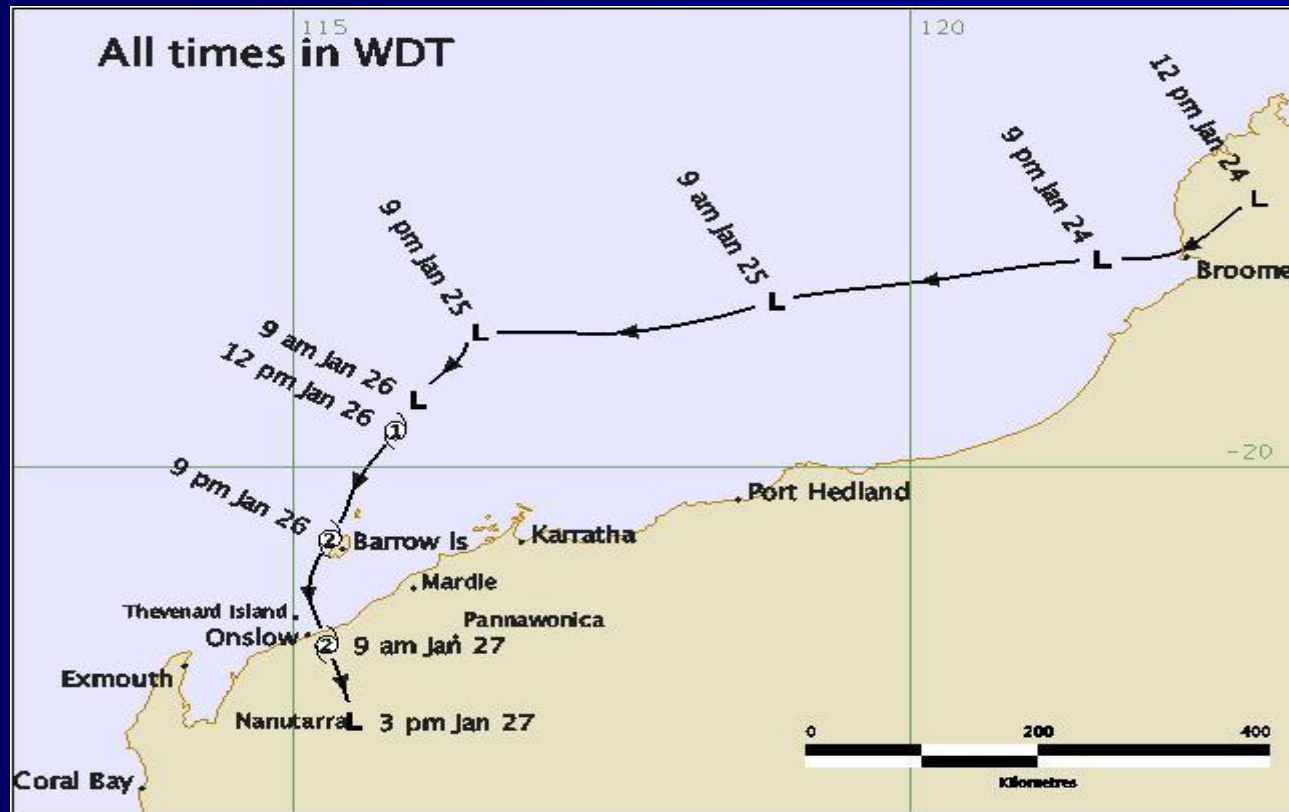 All times in WDT
115
120
12 pm Jan 24
L
9 pm Jan 24
L
Broome
9 am Jan 25
L
9 pm Jan 25
L
9 am Jan 26
L
12 pm Jan 26
1
-20
9 pm Jan 26
2
Barrow Is
Port Hedland
Karratha
Mardie
Thevenard Island
Pannawonica
Onslow
2
9 am Jan 27
Exmouth
Nanutarra
L
3 pm Jan 27
0
200
400
Kilometres
Coral Bay